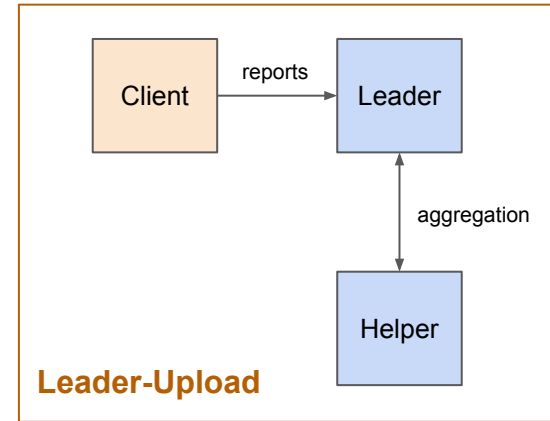 reports
Client
Leader
aggregation
Helper
Leader-Upload